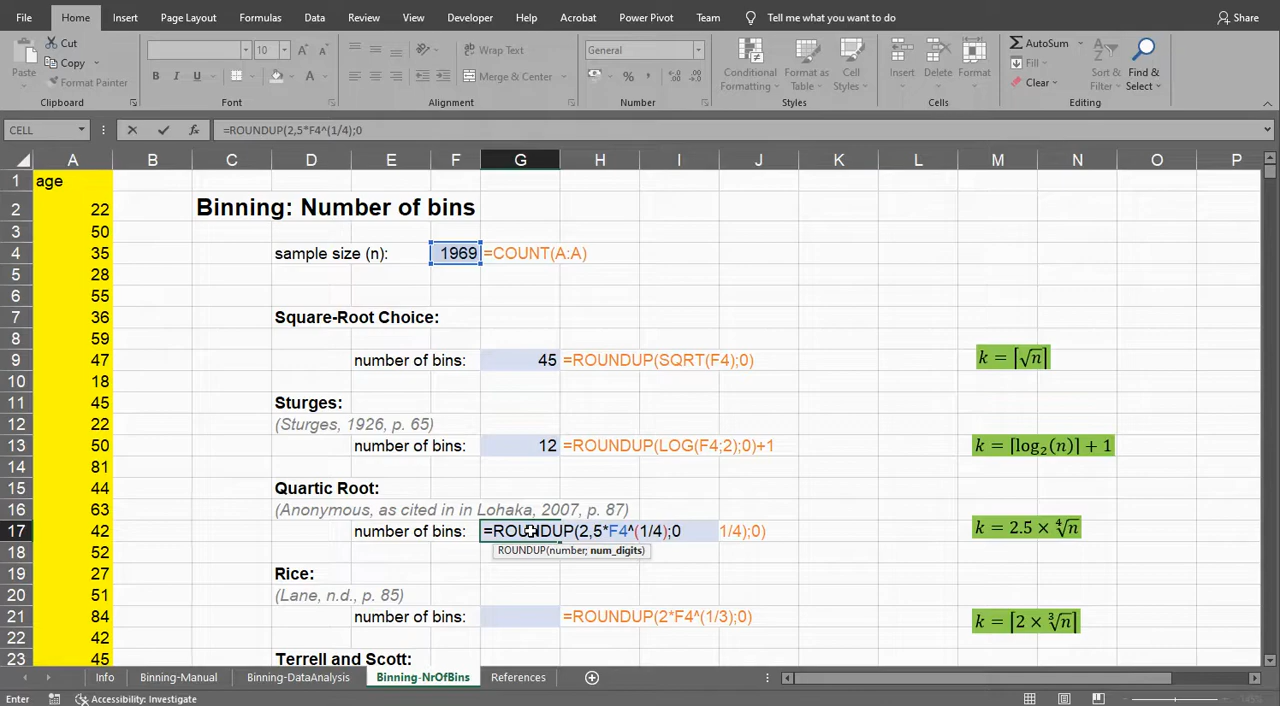 File Home Insert Page Layout Formulas Data Review View Developer Help Acrobat Power Pivot Team Tell me what you want to do Share
Paste Cut Copy Format Painter
10 B I U A
Wrap Text Merge & Center
General %
Conditional Formatting Format as Table Cell Styles
Insert Delete Format
AutoSum Fill Clear Sort & Filter Find & Select
Clipboard Font Alignment Number Styles Cells Editing
CELL fx =ROUNDUP(2,5*F4^(1/4);0
A B C D E F G H I J K L M N O P
1 age
2 22 Binning: Number of bins
3 50
4 35 sample size (n): 1969 =COUNT(A:A)
5 28
6 55
7 36 Square-Root Choice:
8 59
9 47 number of bins: 45 =ROUNDUP(SQRT(F4);0) k = ⌈√n⌉
10 18
11 45 Sturges:
12 22 (Sturges, 1926, p. 65)
13 50 number of bins: 12 =ROUNDUP(LOG(F4;2);0)+1 k = ⌈log₂(n)⌉ + 1
14 81
15 44 Quartic Root:
16 63 (Anonymous, as cited in in Lohaka, 2007, p. 87)
17 42 number of bins: =ROUNDUP(2,5*F4^(1/4);0 1/4);0) k = 2.5 × ∜n
ROUNDUP(number; num_digits)
18 52
19 27 Rice:
20 51 (Lane, n.d., p. 85)
21 84 number of bins: =ROUNDUP(2*F4^(1/3);0) k = ⌈2 × ∛n⌉
22 42
23 45 Terrell and Scott:
Info Binning-Manual Binning-DataAnalysis Binning-NrOfBins References
Enter Accessibility: Investigate